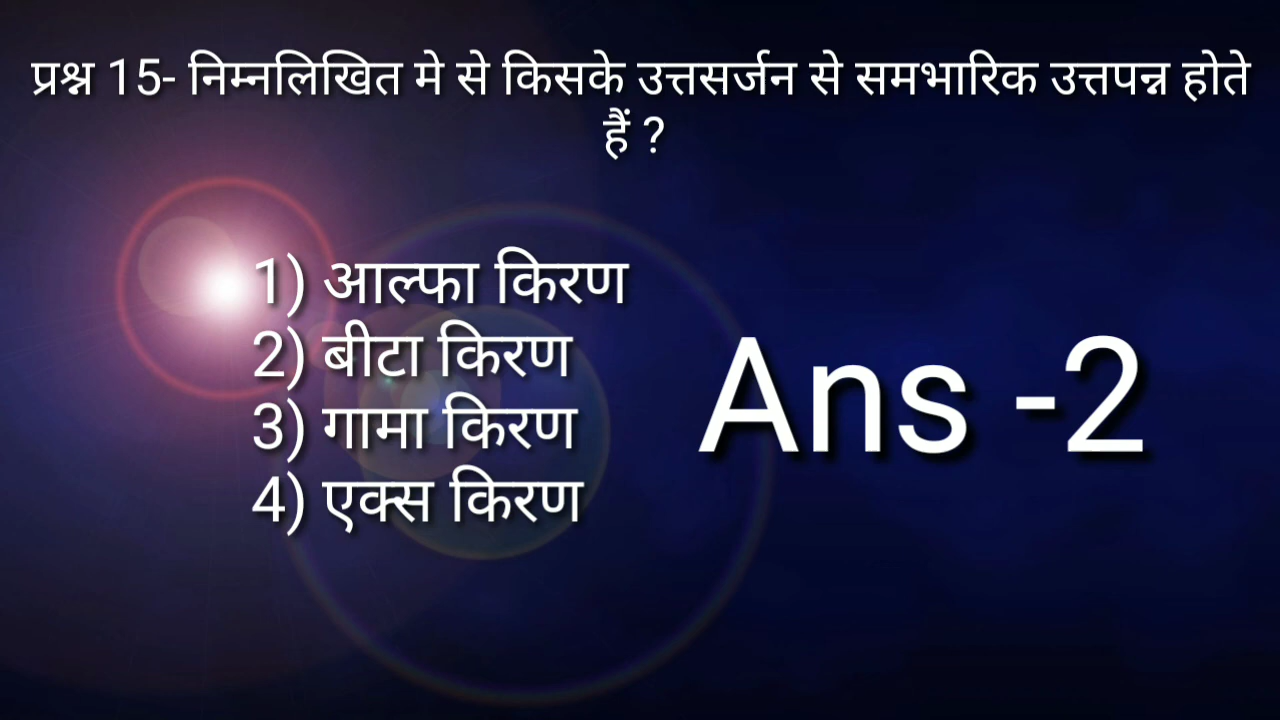 प्रश्न 15- निम्नलिखित मे से किसके उत्तसर्जन से समभारिक उत्तपन्न होते
हैं ?
1) आल्फा किरण
2) बीटा किरण
3) गामा किरण
4) एक्स किरण
Ans -2